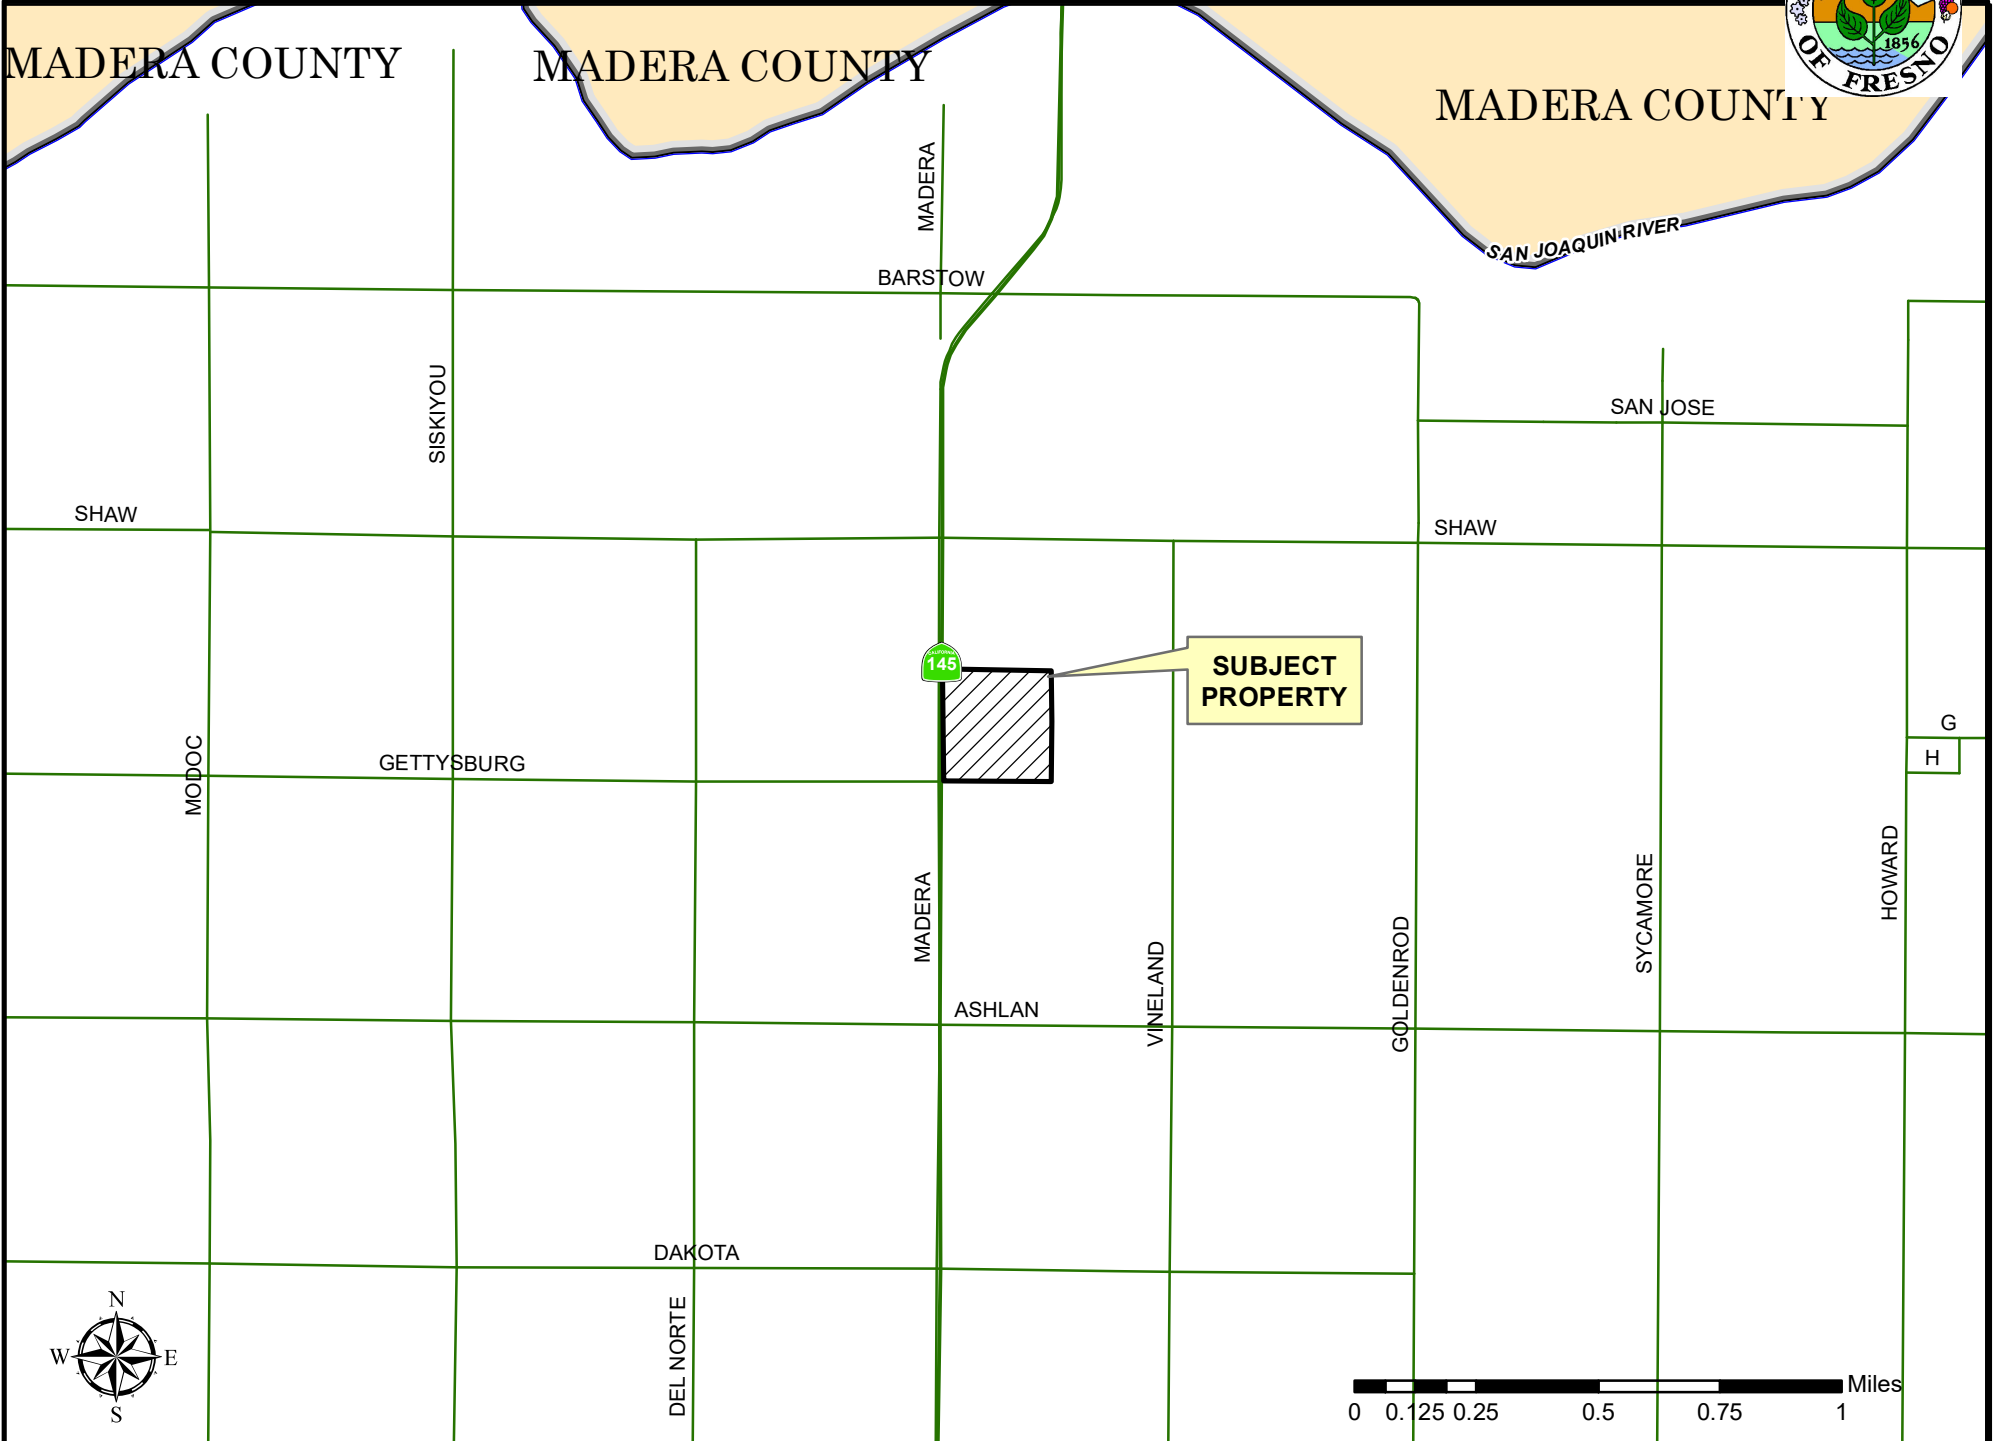 MADERA COUNTY
MADERA COUNTY
MADERA COUNTY
1856
OF FRESNO
MADERA
SAN JOAQUIN RIVER
BARSTOW
SISKIYOU
SAN JOSE
SHAW
SHAW
145
SUBJECT
PROPERTY
MODOC
GETTYSBURG
G
H
MADERA
HOWARD
SYCAMORE
GOLDENROD
VINELAND
ASHLAN
DAKOTA
DEL NORTE
N
W E
S
Miles
0 0.125 0.25 0.5 0.75 1